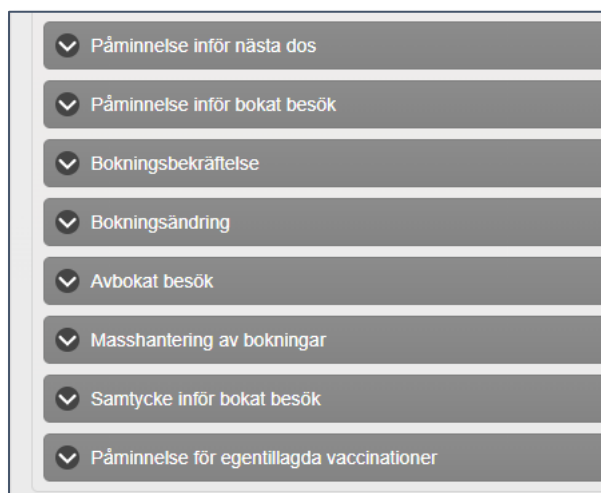 Påminnelse inför nästa dos
Påminnelse inför bokat besök
Bokningsbekräftelse
Bokningsändring
Avbokat besök
Masshantering av bokningar
Samtycke inför bokat besök
Påminnelse för egentillagda vaccinationer